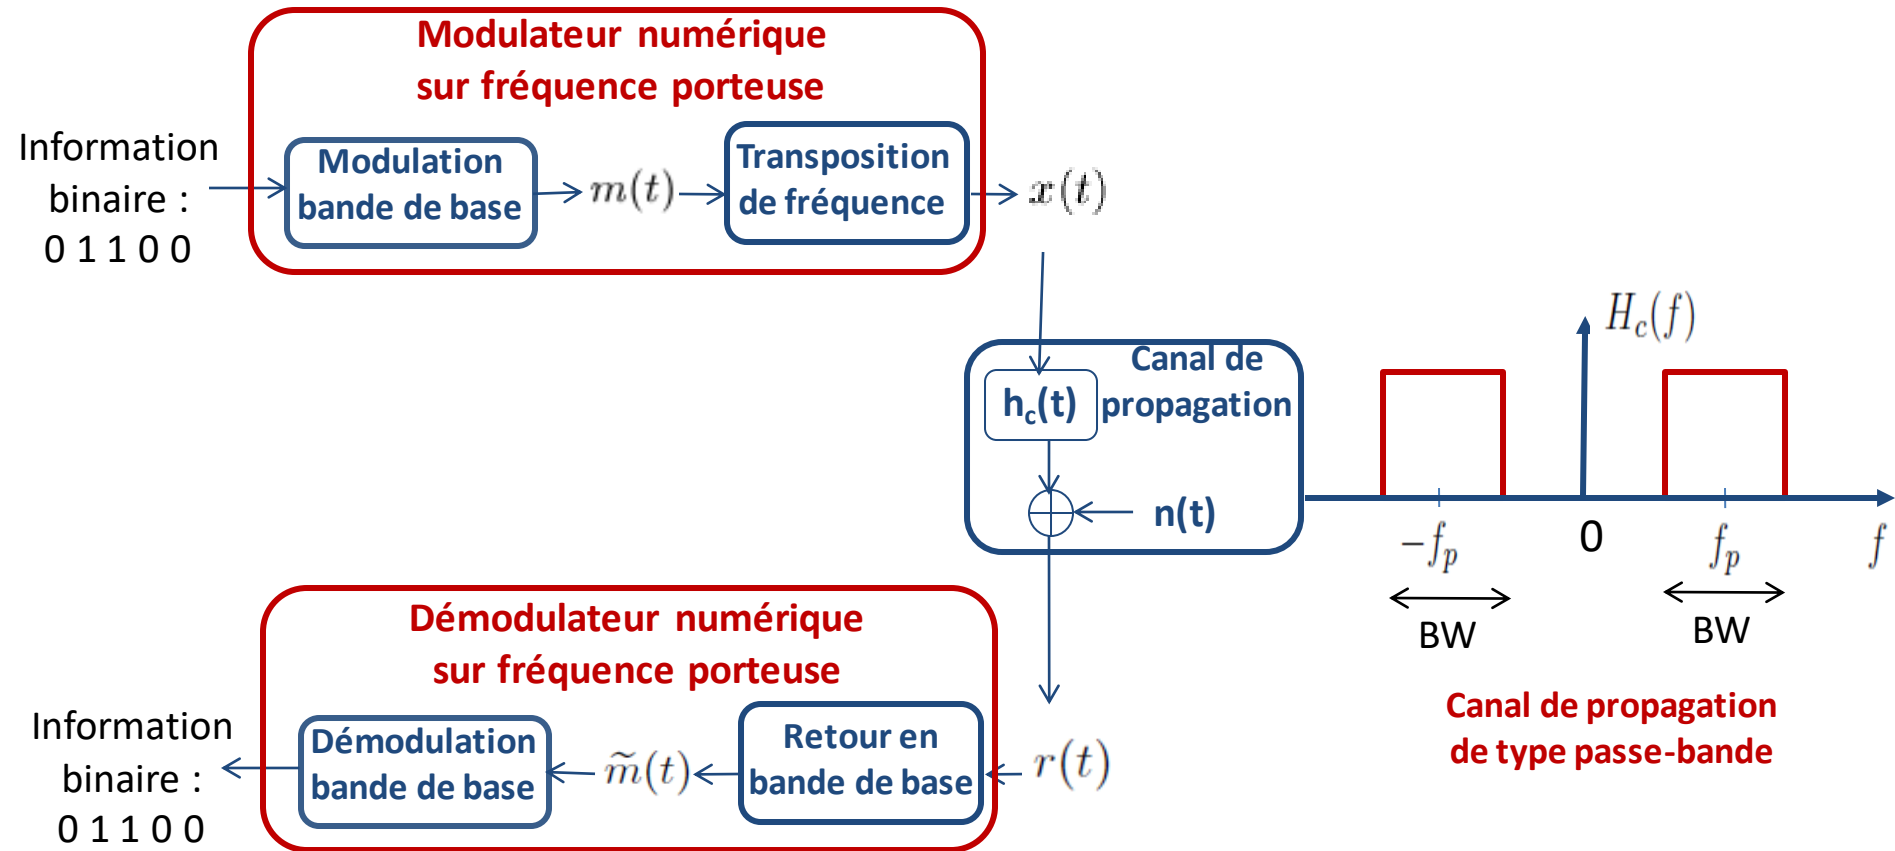 Modulateur numérique
sur fréquence porteuse
Information
binaire :
0 1 1 0 0
Modulation
bande de base
m(t)
Transposition
de fréquence
x(t)
Canal de
propagation
h_c(t)
n(t)
H_c(f)
-f_p
0
f_p
f
BW
BW
Canal de propagation
de type passe-bande
Démodulateur numérique
sur fréquence porteuse
r(t)
Retour en
bande de base
m̃(t)
Démodulation
bande de base
Information
binaire :
0 1 1 0 0